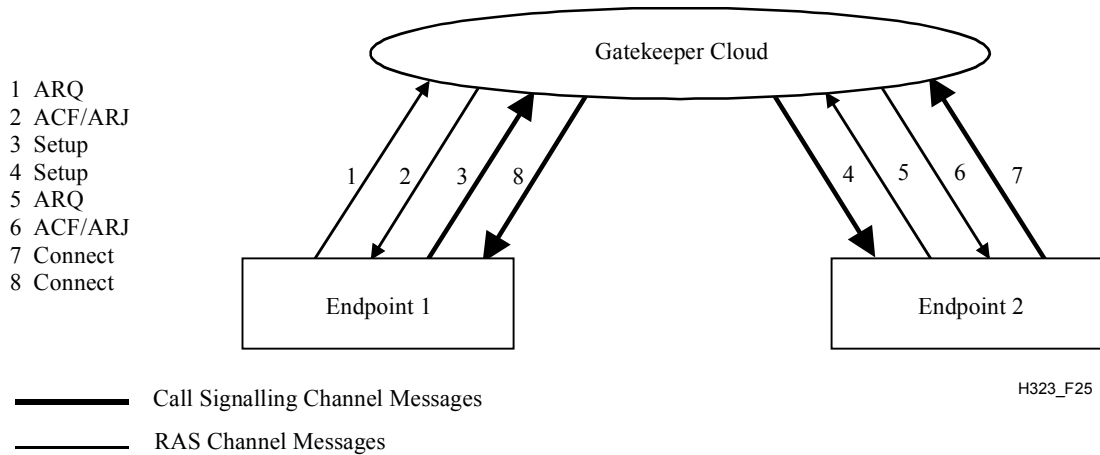 Gatekeeper Cloud
1 ARQ
2 ACF/ARJ
3 Setup
4 Setup
5 ARQ
6 ACF/ARJ
7 Connect
8 Connect
1
2
3
8
4
5
6
7
Endpoint 1
Endpoint 2
H323_F25
Call Signalling Channel Messages
RAS Channel Messages